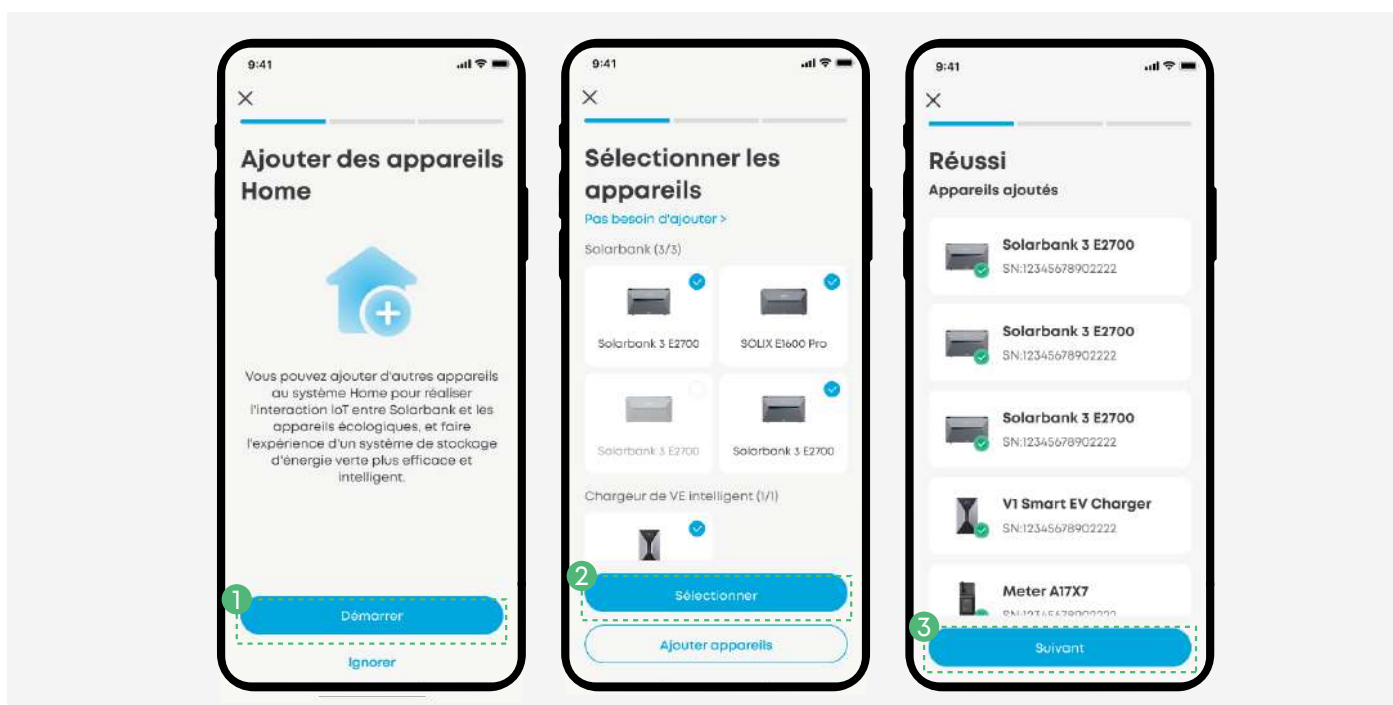 9:41
Ajouter des appareils
Home
Vous pouvez ajouter d'autres appareils
au système Home pour réaliser
l'interaction IoT entre Solarbank et les
appareils écologiques, et faire
l'expérience d'un système de stockage
d'énergie verte plus efficace et
intelligent.
1
Démarrer
Ignorer
9:41
Sélectionner les
appareils
Pas besoin d'ajouter >
Solarbank (3/3)
Solarbank 3 E2700
SOLIX E1600 Pro
Solarbank 3 E2700
Solarbank 3 E2700
Chargeur de VE intelligent (1/1)
2
Sélectionner
Ajouter appareils
9:41
Réussi
Appareils ajoutés
Solarbank 3 E2700
SN:12345678902222
Solarbank 3 E2700
SN:12345678902222
Solarbank 3 E2700
SN:12345678902222
V1 Smart EV Charger
SN:12345678902222
Meter A17X7
SN:12345678902222
3
Suivant